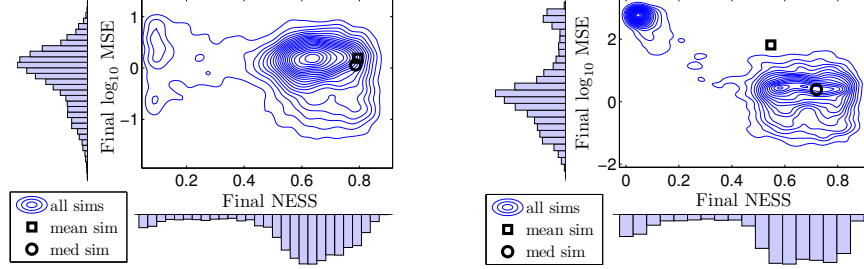 Final log₁₀ MSE
1
0
−1
0.2 0.4 0.6 0.8
Final NESS
all sims
mean sim
med sim
Final log₁₀ MSE
2
0
−2
0 0.2 0.4 0.6 0.8
Final NESS
all sims
mean sim
med sim